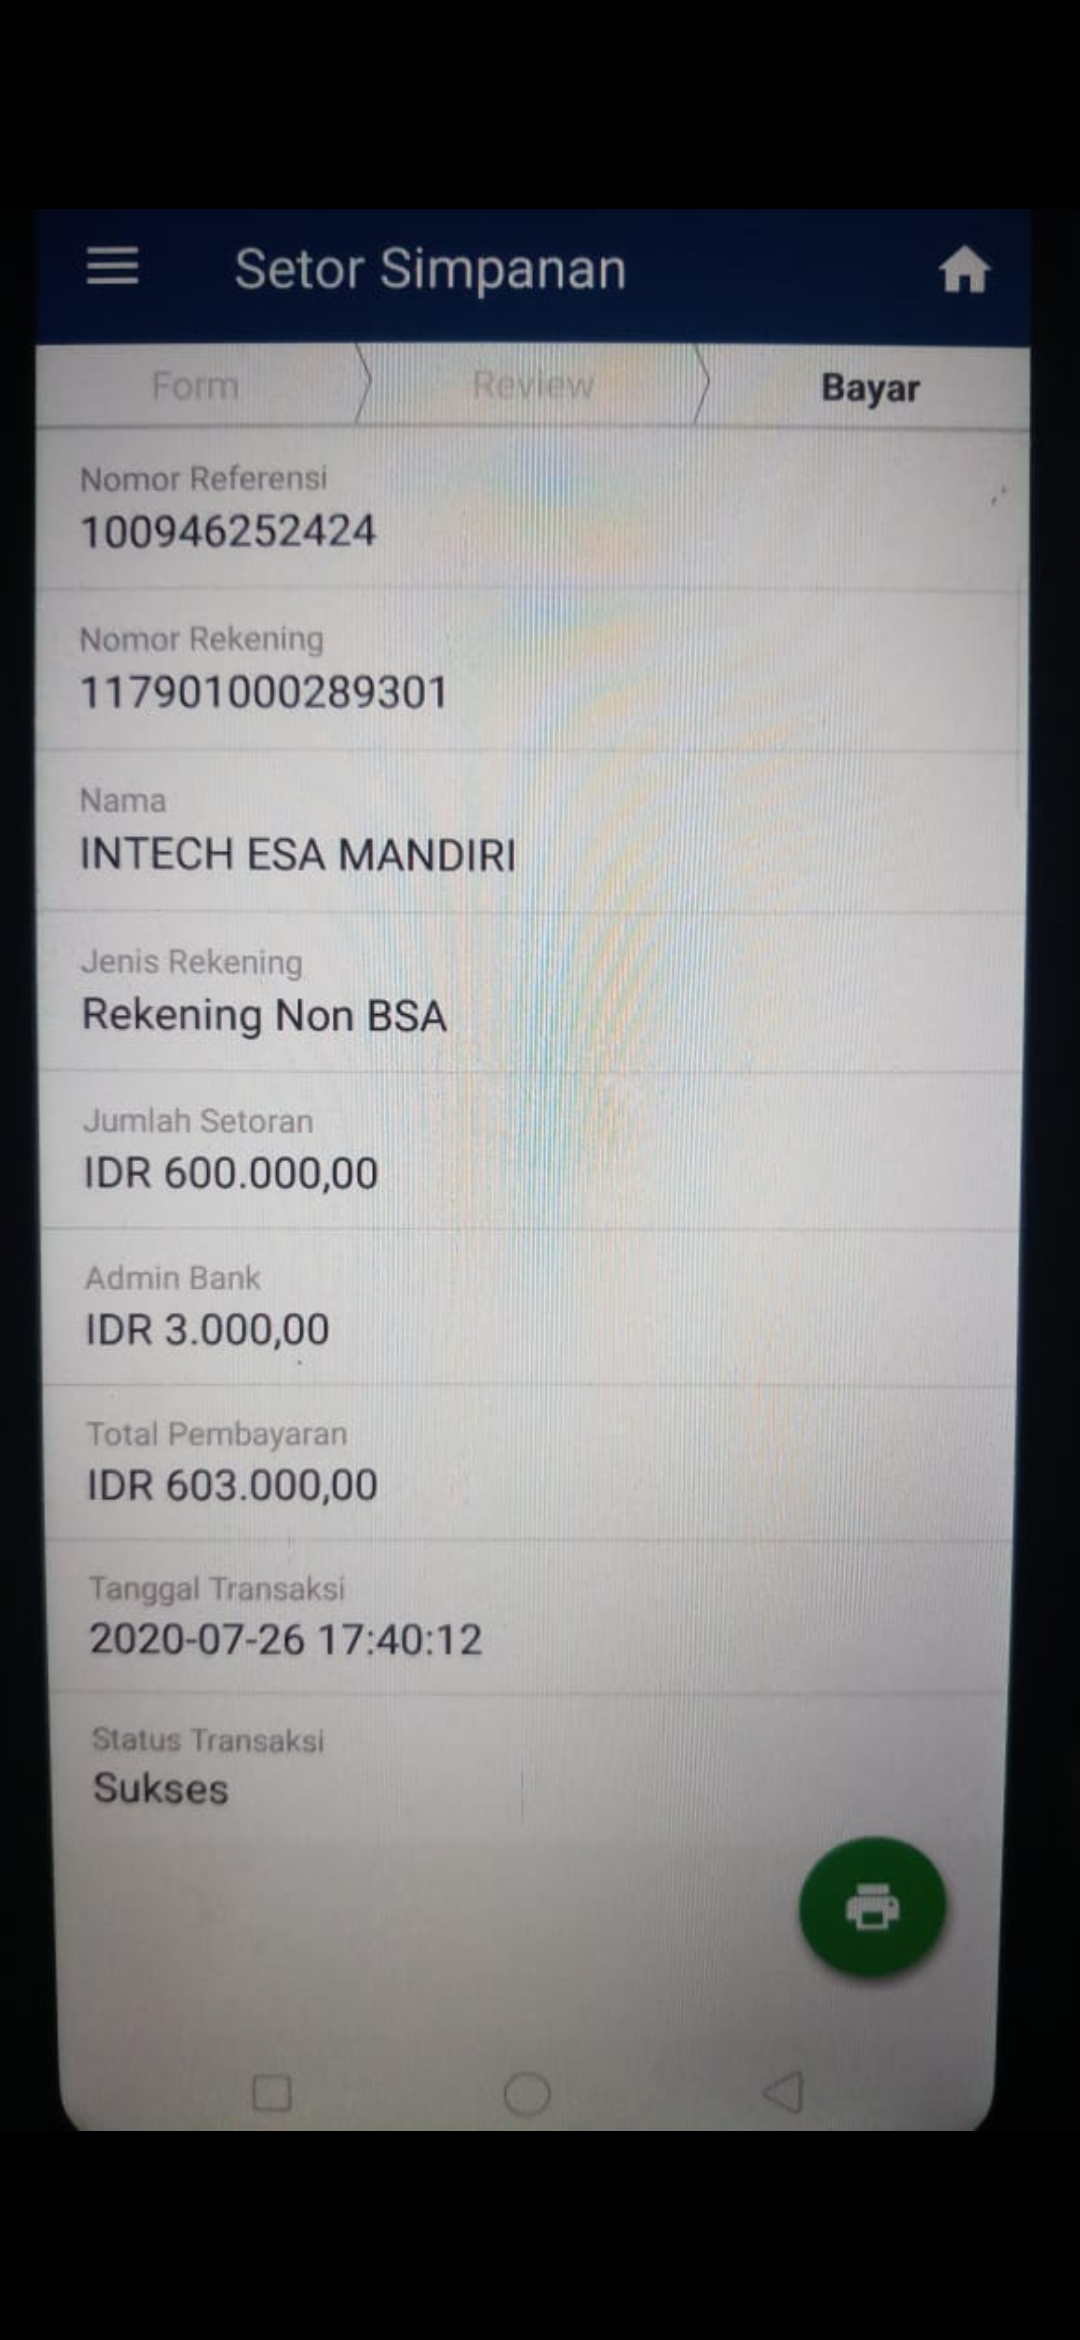 Setor Simpanan
Form
Review
Bayar
Nomor Referensi
100946252424
Nomor Rekening
117901000289301
Nama
INTECH ESA MANDIRI
Jenis Rekening
Rekening Non BSA
Jumlah Setoran
IDR 600.000,00
Admin Bank
IDR 3.000,00
Total Pembayaran
IDR 603.000,00
Tanggal Transaksi
2020-07-26 17:40:12
Status Transaksi
Sukses